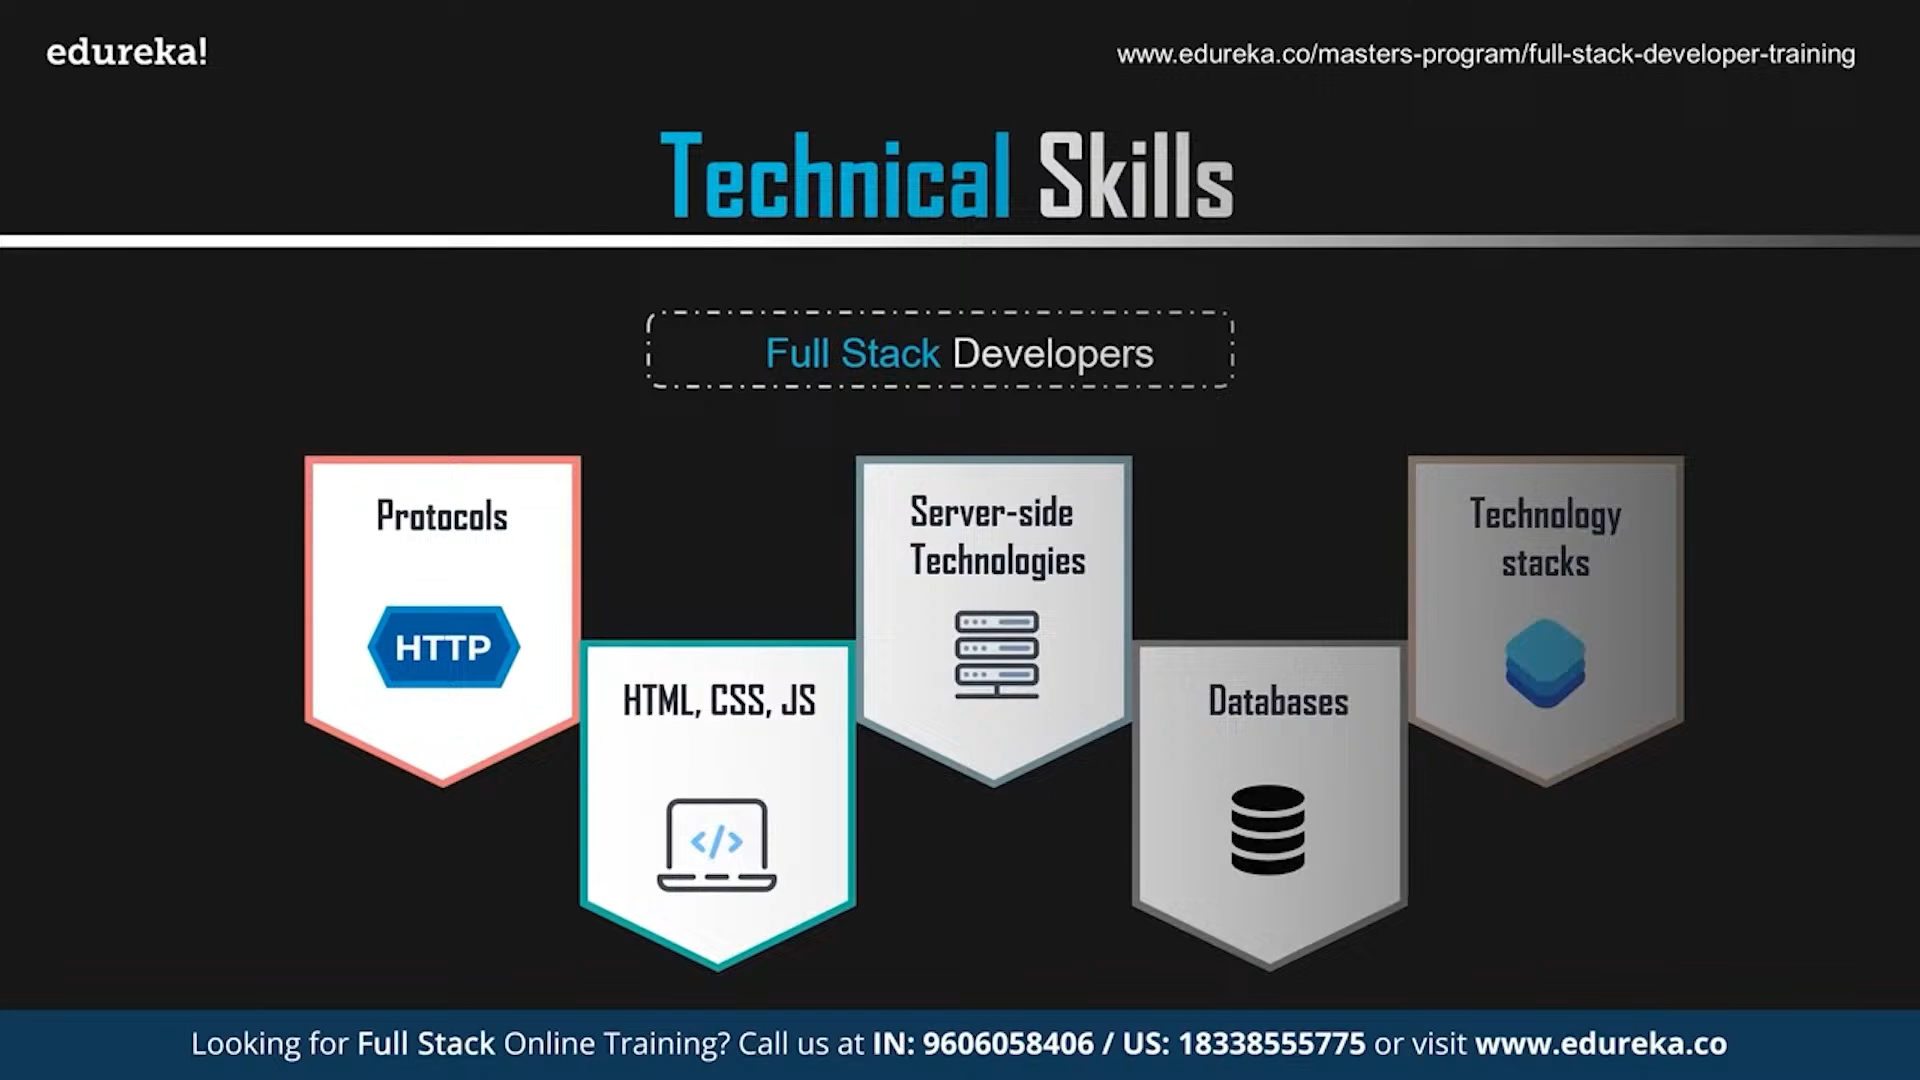 edureka!
www.edureka.co/masters-program/full-stack-developer-training
Technical Skills
Full Stack Developers
Protocols
HTTP
HTML, CSS, JS
</>
Server-side
Technologies
Databases
Technology
stacks
Looking for Full Stack Online Training? Call us at IN: 9606058406 / US: 18338555775 or visit www.edureka.co